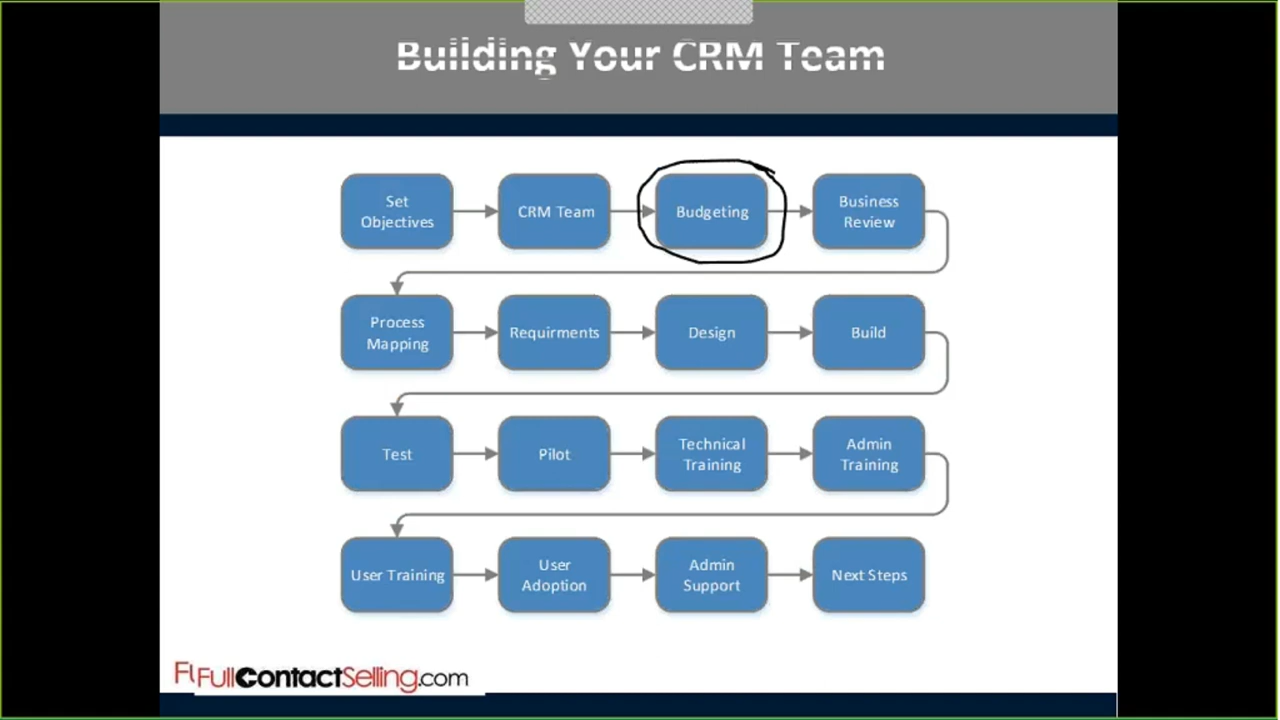 Building Your CRM Team
Set
Objectives
CRM Team
Budgeting
Business
Review
Process
Mapping
Requirments
Design
Build
Test
Pilot
Technical
Training
Admin
Training
User Training
User
Adoption
Admin
Support
Next Steps
FullContactSelling.com